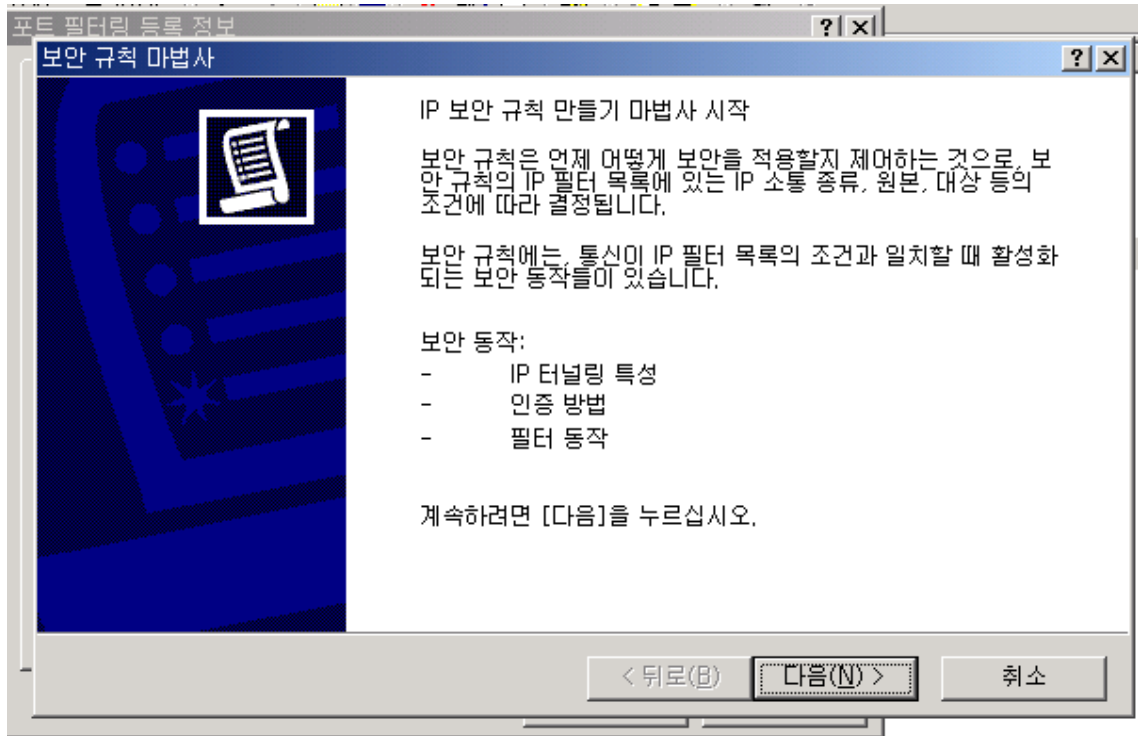 포트 필터링 등록 정보
보안 규칙 마법사
IP 보안 규칙 만들기 마법사 시작
보안 규칙은 언제 어떻게 보안을 적용할지 제어하는 것으로, 보
안 규칙의 IP 필터 목록에 있는 IP 소통 종류, 원본, 대상 등의
조건에 따라 결정됩니다.
보안 규칙에는, 통신이 IP 필터 목록의 조건과 일치할 때 활성화
되는 보안 동작들이 있습니다.
보안 동작:
- IP 터널링 특성
- 인증 방법
- 필터 동작
계속하려면 [다음]을 누르십시오.
< 뒤로(B) 다음(N) > 취소